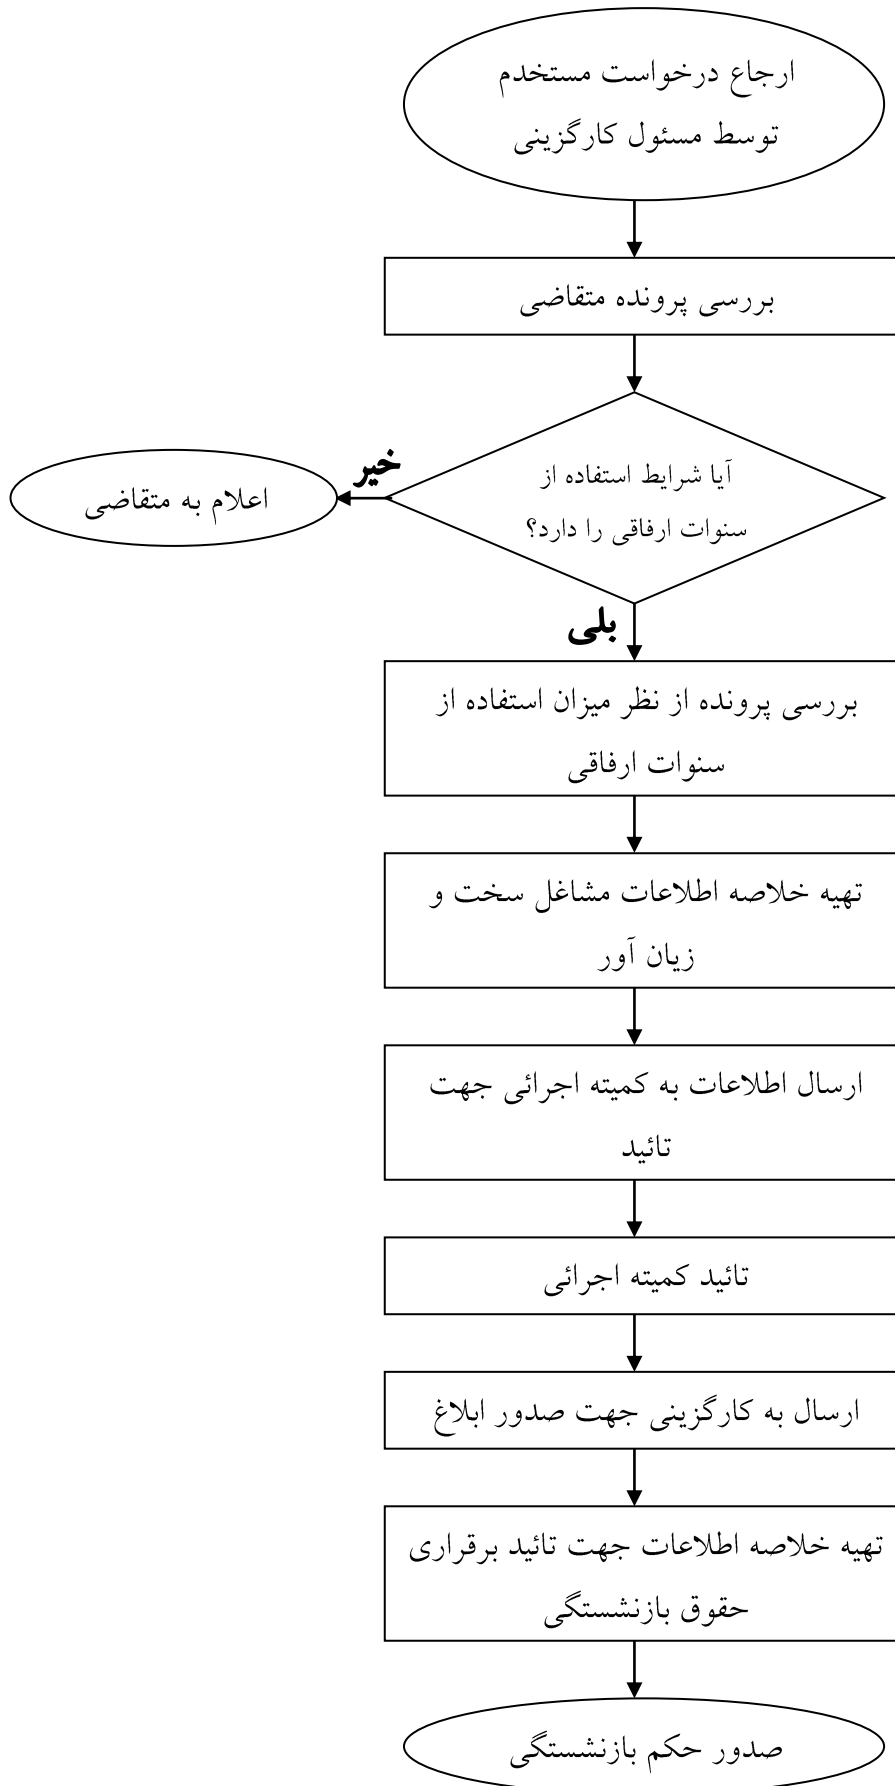 ارجاع درخواست مستخدم
توسط مسئول کارگزینی
بررسی پرونده متقاضی
آیا شرایط استفاده از
سنوات ارفاقی را دارد؟
خیر
اعلام به متقاضی
بلی
بررسی پرونده از نظر میزان استفاده از
سنوات ارفاقی
تهیه خلاصه اطلاعات مشاغل سخت و
زیان آور
ارسال اطلاعات به کمیته اجرائی جهت
تائید
تائید کمیته اجرائی
ارسال به کارگزینی جهت صدور ابلاغ
تهیه خلاصه اطلاعات جهت تائید برقراری
حقوق بازنشستگی
صدور حکم بازنشستگی